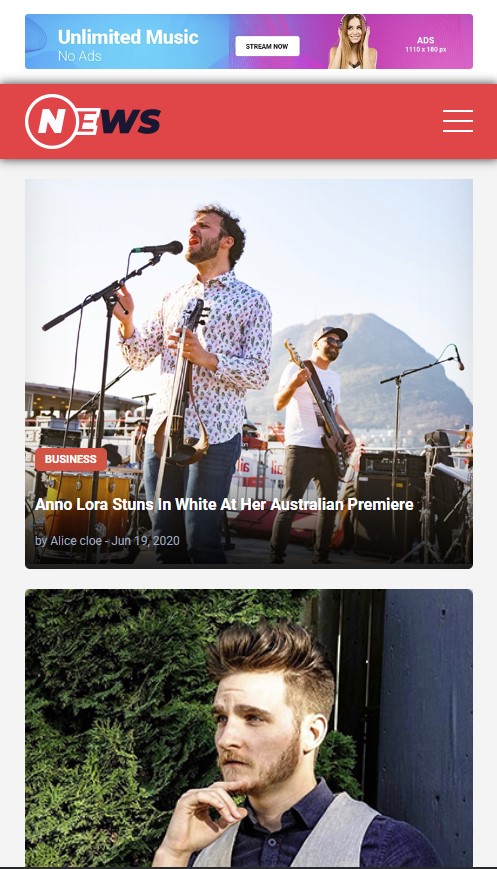 Unlimited Music
No Ads
STREAM NOW
ADS
1110 x 180 px
NEWS
BUSINESS
Anno Lora Stuns In White At Her Australian Premiere
by Alice cloe - Jun 19, 2020